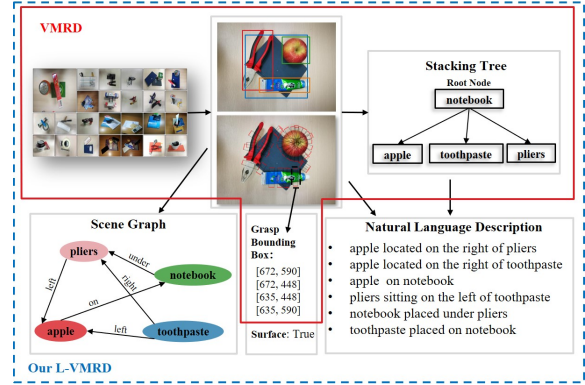 VMRD
Stacking Tree
Root Node
notebook
apple
toothpaste
pliers
Scene Graph
pliers
notebook
apple
toothpaste
under
right
left
on
left
Grasp
Bounding
Box:
[672, 590]
[672, 448]
[635, 448]
[635, 590]
Surface: True
Natural Language Description
• apple located on the right of pliers
• apple located on the right of toothpaste
• apple on notebook
• pliers sitting on the left of toothpaste
• notebook placed under pliers
• toothpaste placed on notebook
Our L-VMRD